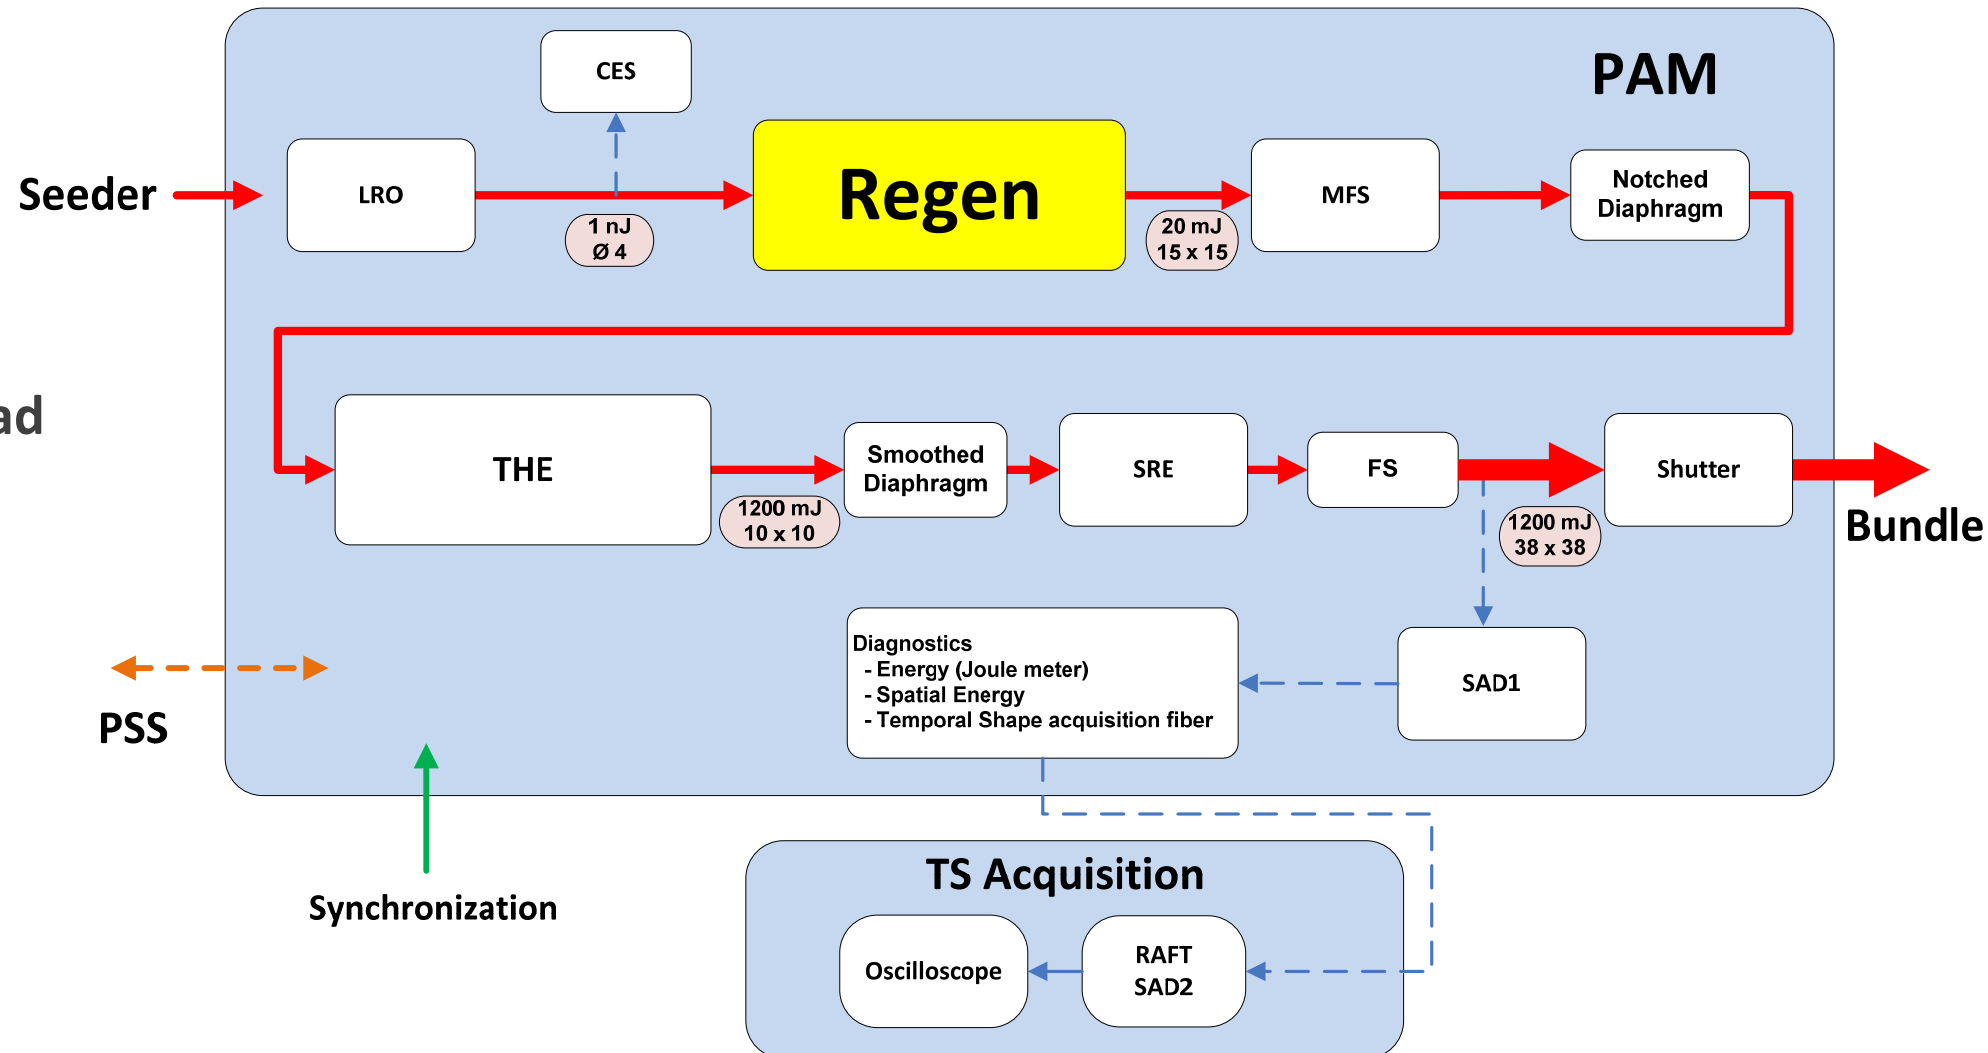 PAM
CES
Seeder
LRO
Regen
MFS
Notched
Diaphragm
1 nJ
Ø 4
20 mJ
15 x 15
ad
THE
Smoothed
Diaphragm
SRE
FS
Shutter
1200 mJ
10 x 10
1200 mJ
38 x 38
Bundle
Diagnostics
- Energy (Joule meter)
- Spatial Energy
- Temporal Shape acquisition fiber
SAD1
PSS
Synchronization
TS Acquisition
Oscilloscope
RAFT
SAD2